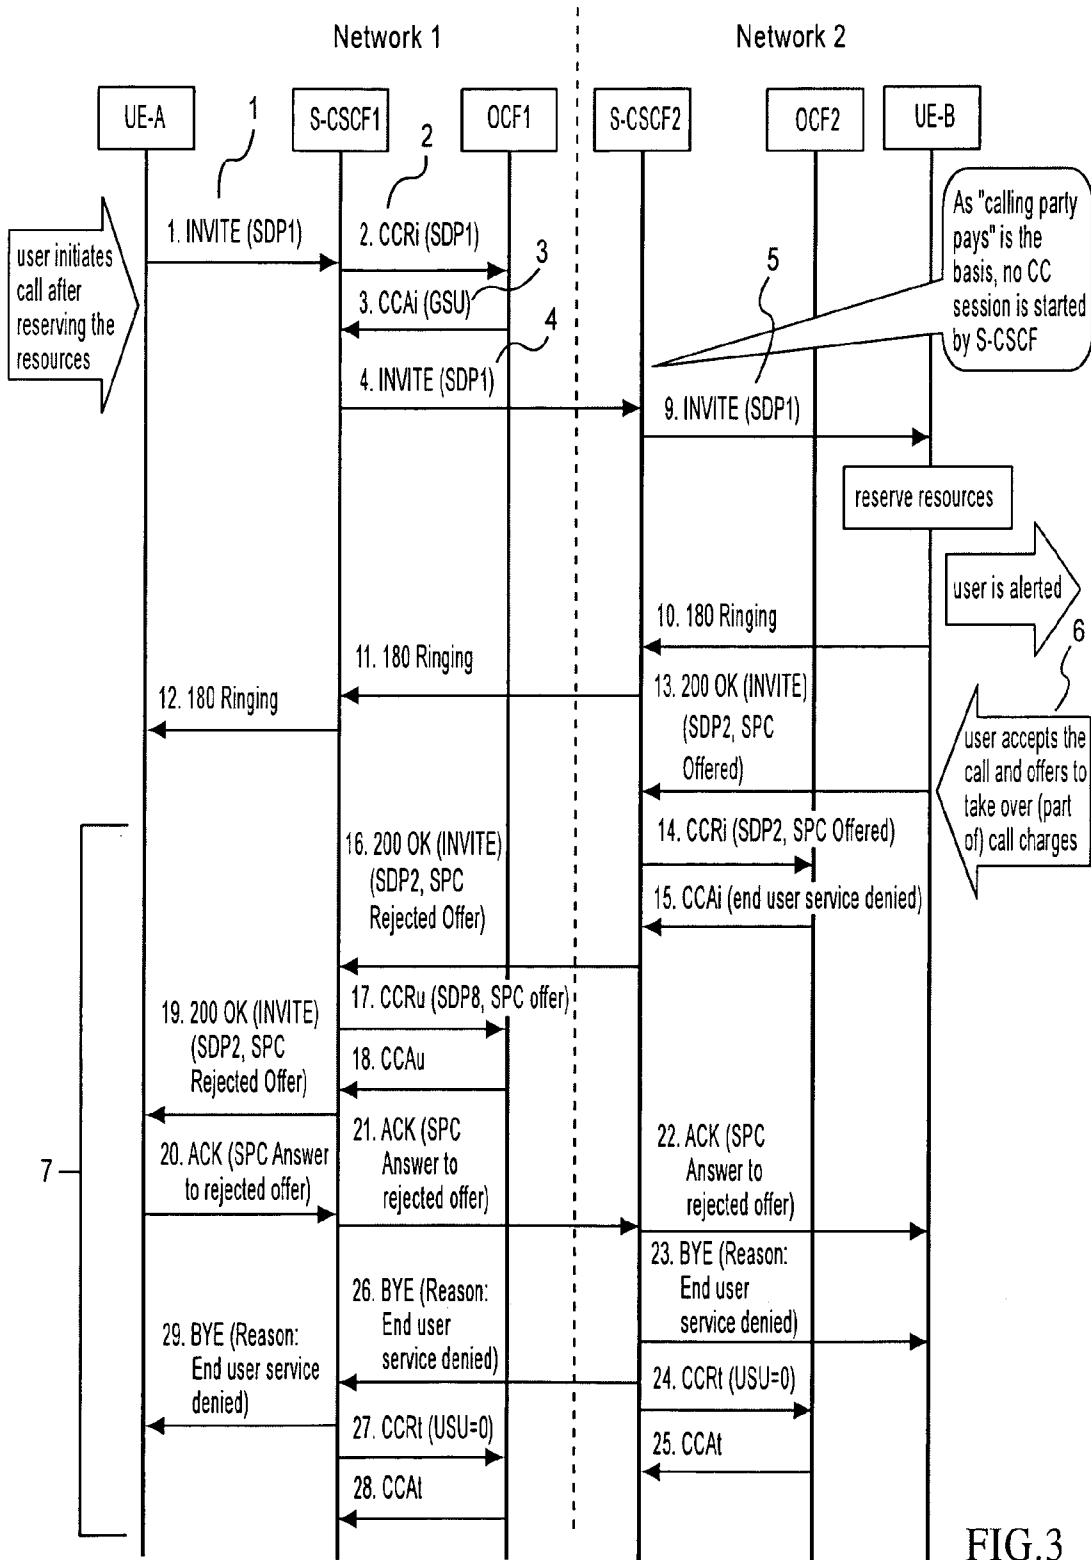 Network 1
Network 2
UE-A
S-CSCF1
OCF1
S-CSCF2
OCF2
UE-B
1
2
1. INVITE (SDP1)
2. CCRi (SDP1)
user initiates
call after
reserving the
resources
3. CCAi (GSU)
3
4
4. INVITE (SDP1)
5
As "calling party
pays" is the
basis, no CC
session is started
by S-CSCF
9. INVITE (SDP1)
reserve resources
user is alerted
10. 180 Ringing
6
11. 180 Ringing
12. 180 Ringing
13. 200 OK (INVITE)
(SDP2, SPC
Offered)
user accepts the
call and offers to
take over (part
of) call charges
14. CCRi (SDP2, SPC Offered)
16. 200 OK (INVITE)
(SDP2, SPC
Rejected Offer)
15. CCAi (end user service denied)
17. CCRu (SDP8, SPC offer)
19. 200 OK (INVITE)
(SDP2, SPC
Rejected Offer)
18. CCAu
7
20. ACK (SPC Answer
to rejected offer)
21. ACK (SPC
Answer to
rejected offer)
22. ACK (SPC
Answer to
rejected offer)
23. BYE (Reason:
End user
service denied)
26. BYE (Reason:
End user
service denied)
29. BYE (Reason:
End user service
denied)
24. CCRt (USU=0)
27. CCRt (USU=0)
25. CCAt
28. CCAt
FIG.3